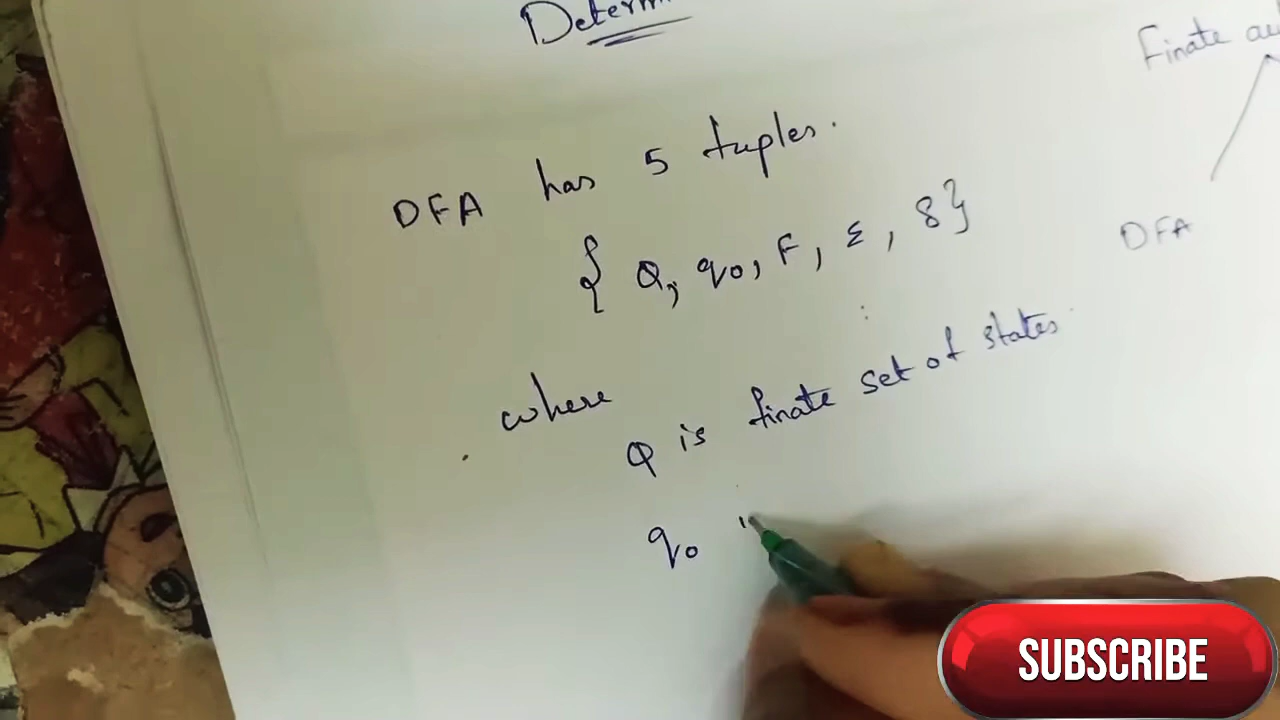 Determ
Finate au
DFA has 5 tuples.
{ Q, q0, F, Σ, δ}
DFA
where
Q is finate set of states
q0
SUBSCRIBE